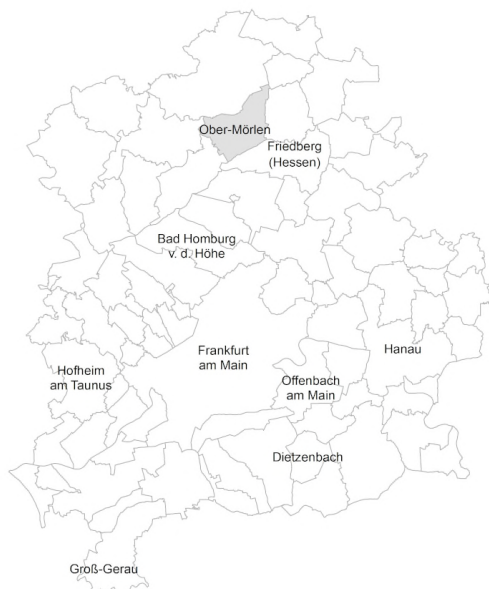 Ober-Mörlen
Friedberg
(Hessen)
Bad Homburg
v. d. Höhe
Frankfurt
am Main
Hanau
Hofheim
am Taunus
Offenbach
am Main
Dietzenbach
Groß-Gerau